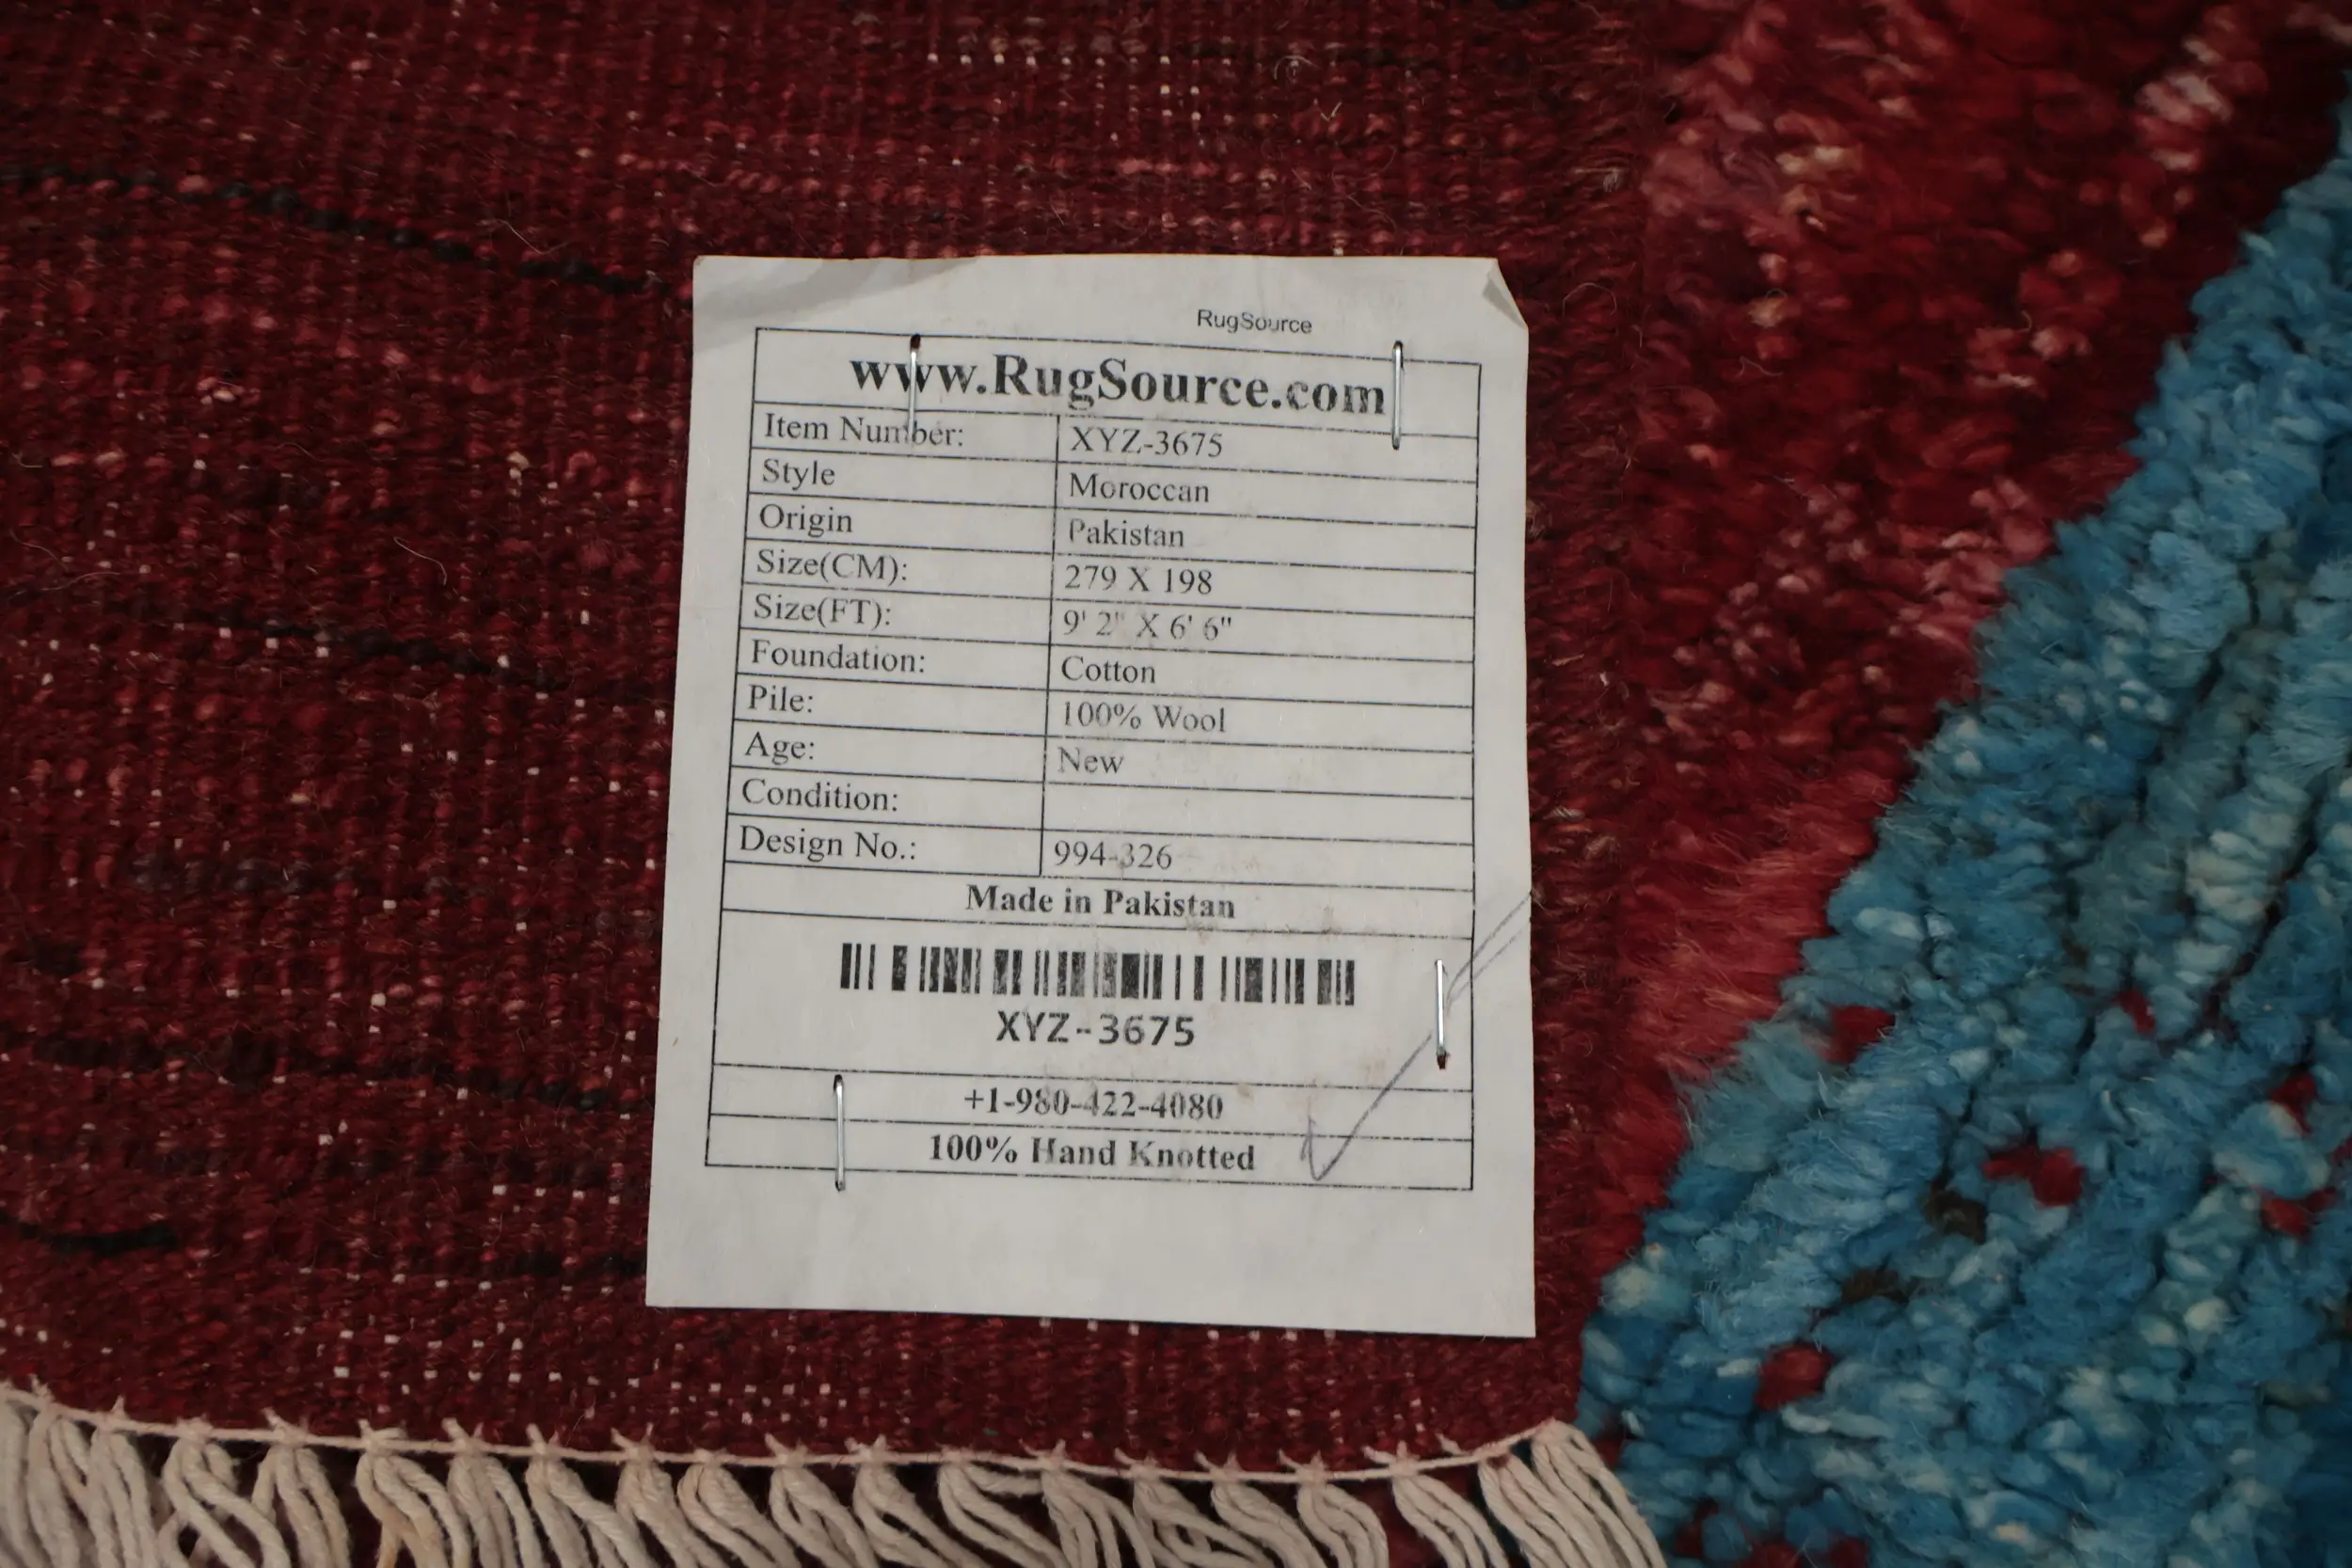 RugSource
www.RugSource.com
Item Number: XYZ-3675
Style Moroccan
Origin Pakistan
Size(CM): 279 X 198
Size(FT): 9' 2" X 6' 6"
Foundation: Cotton
Pile: 100% Wool
Age: New
Condition:
Design No.: 994-326
Made in Pakistan
XYZ-3675
+1-980-422-4080
100% Hand Knotted